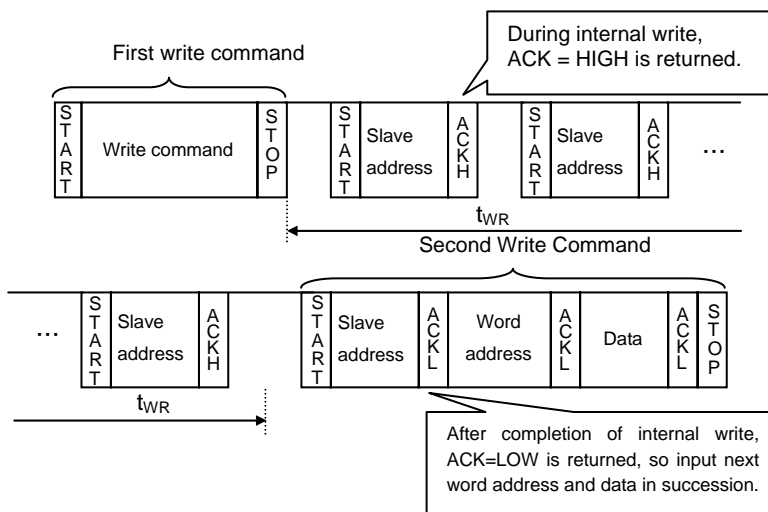 First write command
During internal write,
ACK = HIGH is returned.
START
Write command
STOP
START
Slave
address
ACKH
START
Slave
address
ACKH
...
tWR
Second Write Command
...
START
Slave
address
ACKH
START
Slave
address
ACKL
Word
address
ACKL
Data
ACKL
STOP
tWR
After completion of internal write,
ACK=LOW is returned, so input next
word address and data in succession.